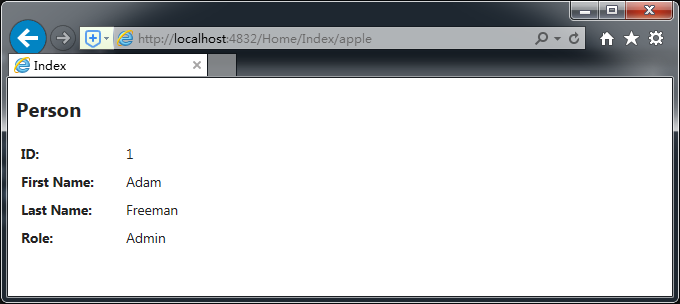 http://localhost:4832/Home/Index/apple
Index
Person
ID: 1
First Name: Adam
Last Name: Freeman
Role: Admin